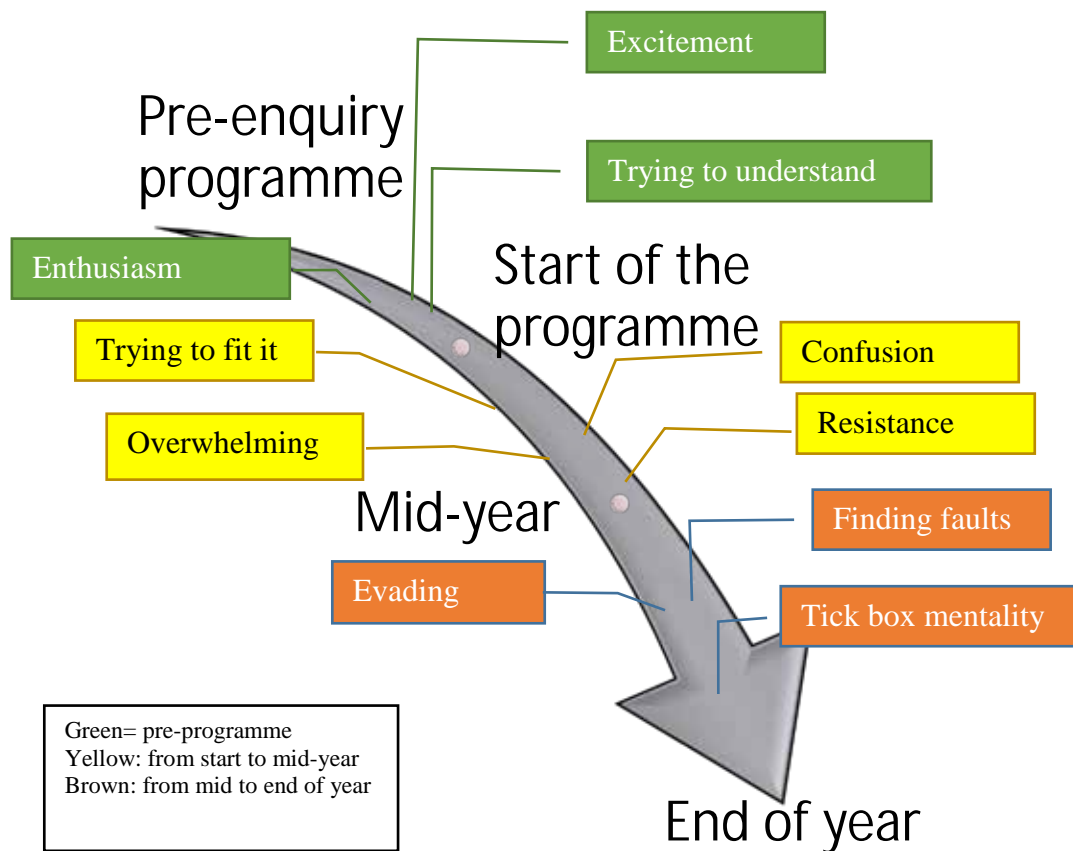 Excitement
Pre-enquiry
programme
Trying to understand
Enthusiasm
Start of the
programme
Trying to fit it
Confusion
Overwhelming
Resistance
Mid-year
Finding faults
Evading
Tick box mentality
Green= pre-programme
Yellow: from start to mid-year
Brown: from mid to end of year
End of year